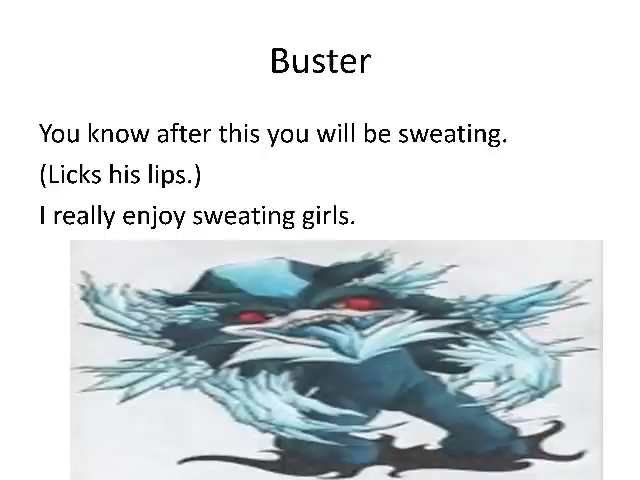 Buster
You know after this you will be sweating.
(Licks his lips.)
I really enjoy sweating girls.